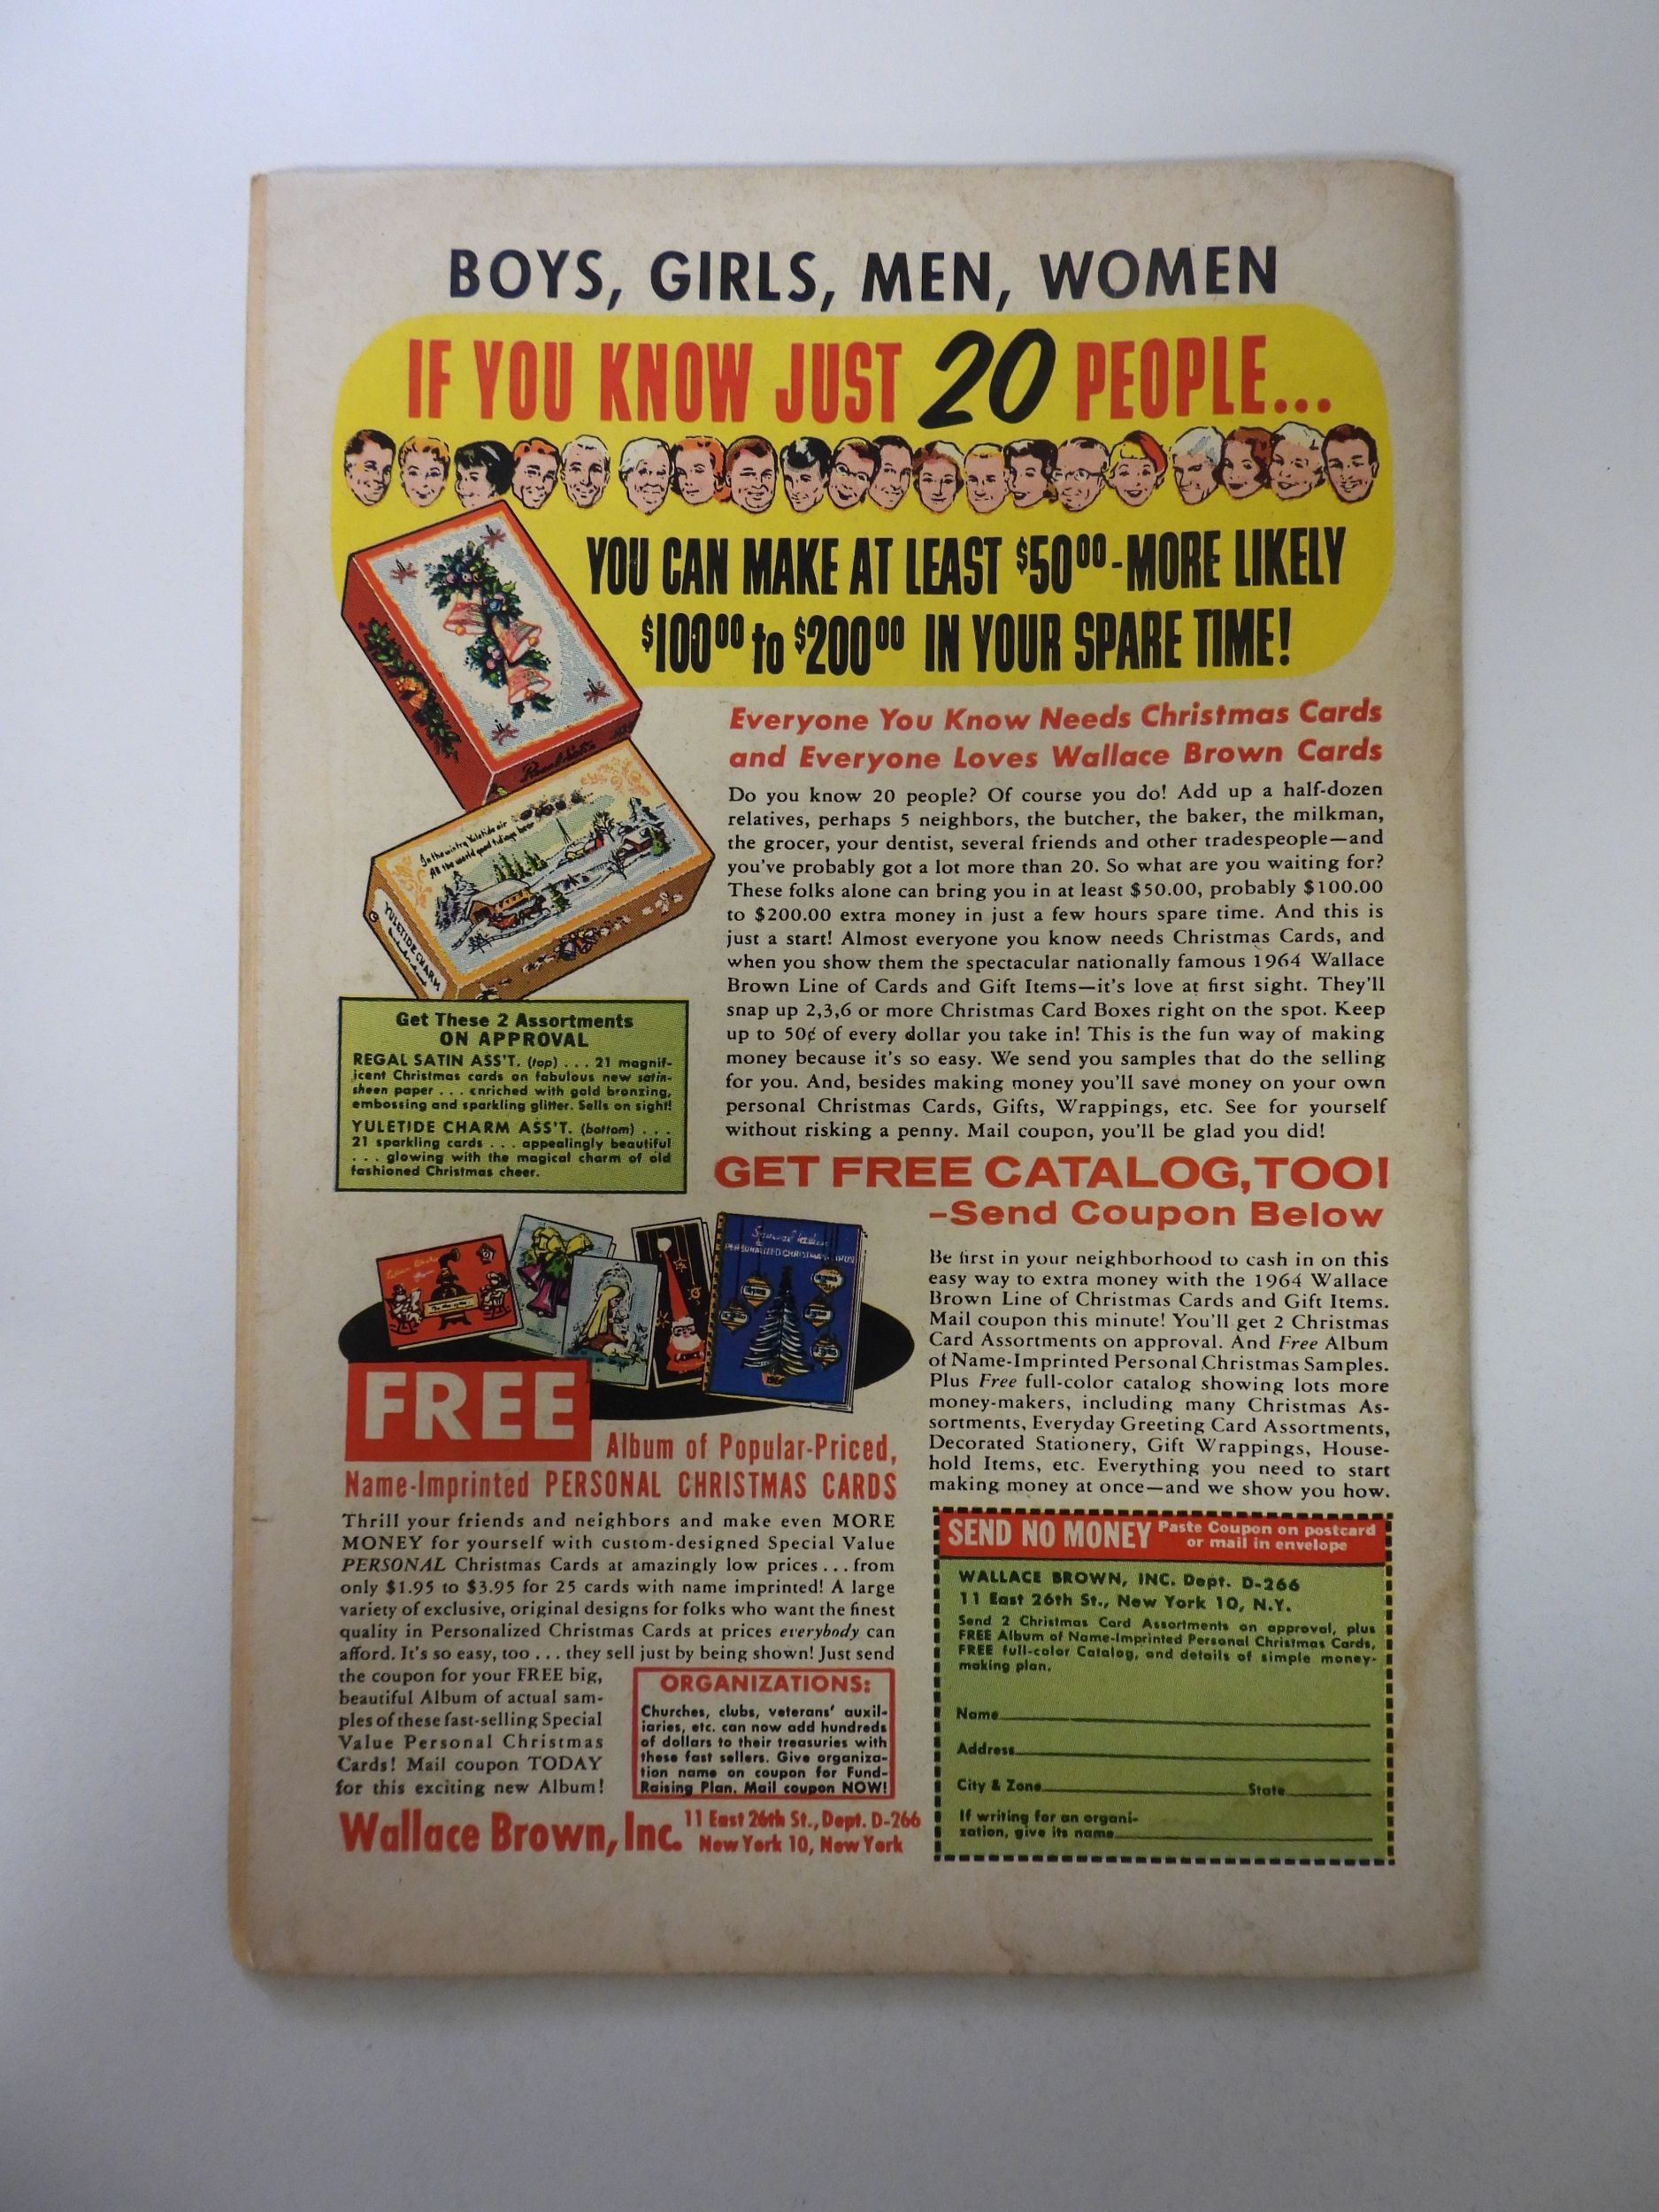 BOYS, GIRLS, MEN, WOMEN
IF YOU KNOW JUST 20 PEOPLE...
YOU CAN MAKE AT LEAST $50⁰⁰-MORE LIKELY
$100⁰⁰ to $200⁰⁰ IN YOUR SPARE TIME!
Regal Satin
In the wintry Yuletide air
All the world good tidings bear
YULETIDE CHARM
Everyone You Know Needs Christmas Cards
and Everyone Loves Wallace Brown Cards
Do you know 20 people? Of course you do! Add up a half-dozen
relatives, perhaps 5 neighbors, the butcher, the baker, the milkman,
the grocer, your dentist, several friends and other tradespeople—and
you've probably got a lot more than 20. So what are you waiting for?
These folks alone can bring you in at least $50.00, probably $100.00
to $200.00 extra money in just a few hours spare time. And this is
just a start! Almost everyone you know needs Christmas Cards, and
when you show them the spectacular nationally famous 1964 Wallace
Brown Line of Cards and Gift Items—it's love at first sight. They'll
snap up 2,3,6 or more Christmas Card Boxes right on the spot. Keep
up to 50¢ of every dollar you take in! This is the fun way of making
money because it's so easy. We send you samples that do the selling
for you. And, besides making money you'll save money on your own
personal Christmas Cards, Gifts, Wrappings, etc. See for yourself
without risking a penny. Mail coupon, you'll be glad you did!
Get These 2 Assortments
ON APPROVAL
REGAL SATIN ASS'T. (top) . . . 21 magnif-
icent Christmas cards on fabulous new satin-
sheen paper . . . enriched with gold bronzing,
embossing and sparkling glitter. Sells on sight!
YULETIDE CHARM ASS'T. (bottom) . . .
21 sparkling cards . . . appealingly beautiful
. . . glowing with the magical charm of old
fashioned Christmas cheer.
GET FREE CATALOG, TOO!
–Send Coupon Below
Be first in your neighborhood to cash in on this
easy way to extra money with the 1964 Wallace
Brown Line of Christmas Cards and Gift Items.
Mail coupon this minute! You'll get 2 Christmas
Card Assortments on approval. And Free Album
of Name-Imprinted Personal Christmas Samples.
Plus Free full-color catalog showing lots more
money-makers, including many Christmas As-
sortments, Everyday Greeting Card Assortments,
Decorated Stationery, Gift Wrappings, House-
hold Items, etc. Everything you need to start
making money at once—and we show you how.
Special Value
PERSONALIZED CHRISTMAS
FREE
Album of Popular-Priced,
Name-Imprinted PERSONAL CHRISTMAS CARDS
Thrill your friends and neighbors and make even MORE
MONEY for yourself with custom-designed Special Value
PERSONAL Christmas Cards at amazingly low prices . . . from
only $1.95 to $3.95 for 25 cards with name imprinted! A large
variety of exclusive, original designs for folks who want the finest
quality in Personalized Christmas Cards at prices everybody can
afford. It's so easy, too . . . they sell just by being shown! Just send
the coupon for your FREE big,
beautiful Album of actual sam-
ples of these fast-selling Special
Value Personal Christmas
Cards! Mail coupon TODAY
for this exciting new Album!
ORGANIZATIONS:
Churches, clubs, veterans' auxil-
iaries, etc. can now add hundreds
of dollars to their treasuries with
these fast sellers. Give organiza-
tion name on coupon for Fund-
Raising Plan. Mail coupon NOW!
Wallace Brown, Inc.
11 East 26th St., Dept. D-266
New York 10, New York
SEND NO MONEY Paste Coupon on postcard
or mail in envelope
WALLACE BROWN, INC. Dept. D-266
11 East 26th St., New York 10, N.Y.
Send 2 Christmas Card Assortments on approval, plus
FREE Album of Name-Imprinted Personal Christmas Cards,
FREE full-color Catalog, and details of simple money-
making plan.
Name
Address
City & Zone State
If writing for an organi-
zation, give its name